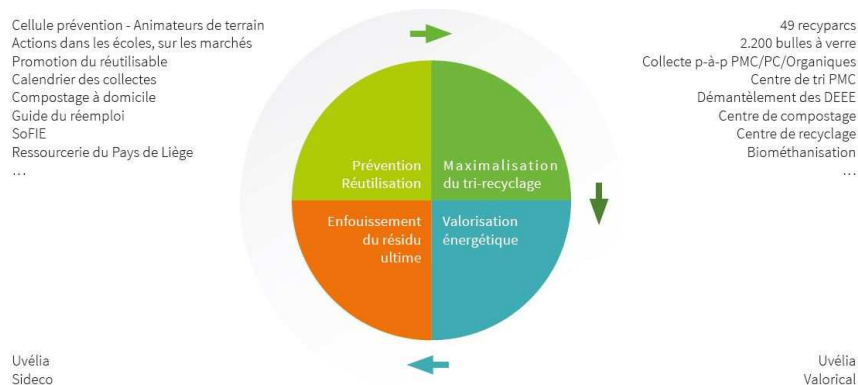 Cellule prévention - Animateurs de terrain
Actions dans les écoles, sur les marchés
Promotion du réutilisable
Calendrier des collectes
Compostage à domicile
Guide du réemploi
SoFIE
Ressourcerie du Pays de Liège
...
49 recyparcs
2.200 bulles à verre
Collecte p-à-p PMC/PC/Organiques
Centre de tri PMC
Démantèlement des DEEE
Centre de compostage
Centre de recyclage
Biométhanisation
...
Prévention
Réutilisation
Maximalisation
du tri-recyclage
Enfouissement
du résidu
ultime
Valorisation
énergétique
Uvélia
Sideco
Uvélia
Valorical